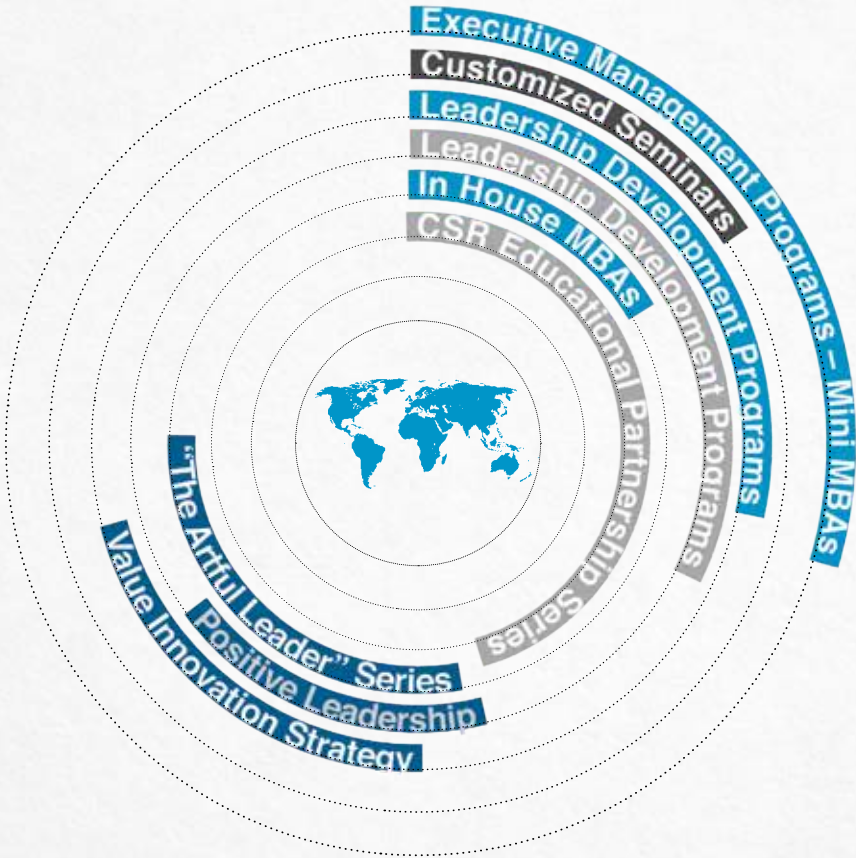 Executive Management Programs – Mini MBAs
Customized Seminars
Leadership Development Programs
Leadership Development Programs
In House MBAs
CSR Educational Partnership Series
“The Artful Leader” Series
Positive Leadership
Value Innovation Strategy